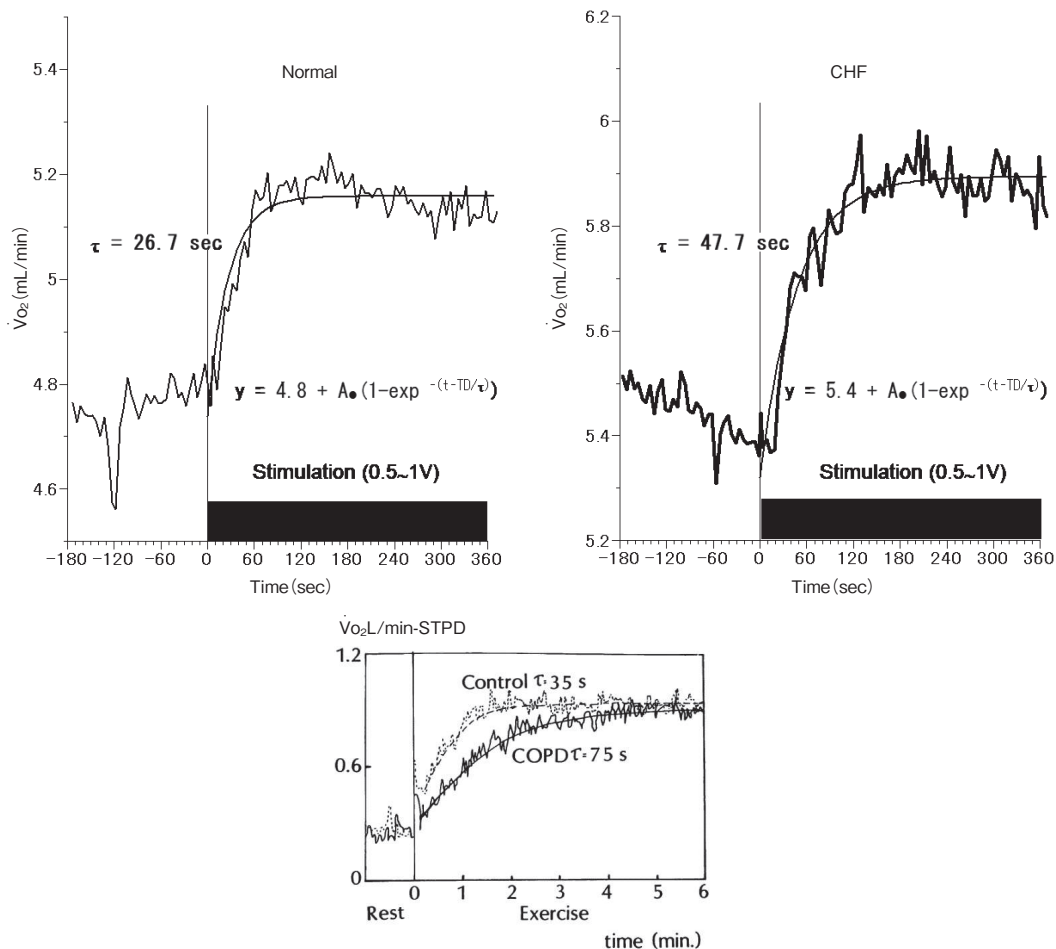 Normal
5.4
5.2
5
4.8
4.6
V̇o₂(mL/min)
τ = 26.7 sec
y = 4.8 + A●(1-exp -(t-TD/τ))
Stimulation (0.5~1V)
-180 -120 -60 0 60 120 180 240 300 360
Time(sec)
CHF
6.2
6
5.8
5.6
5.4
5.2
V̇o₂(mL/min)
τ = 47.7 sec
y = 5.4 + A●(1-exp -(t-TD/τ))
Stimulation (0.5~1V)
-180 -120 -60 0 60 120 180 240 300 360
Time(sec)
V̇o₂L/min-STPD
1.2
0.6
0
Control τ=35 s
COPD τ=75 s
0 1 2 3 4 5 6
Rest Exercise
time (min.)